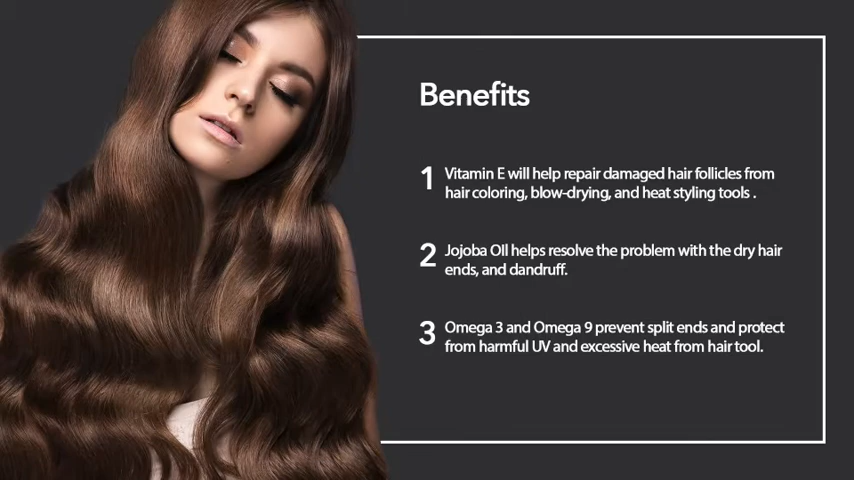 Benefits
1 Vitamin E will help repair damaged hair follicles from
hair coloring, blow-drying, and heat styling tools .
2 Jojoba OIl helps resolve the problem with the dry hair
ends, and dandruff.
3 Omega 3 and Omega 9 prevent split ends and protect
from harmful UV and excessive heat from hair tool.